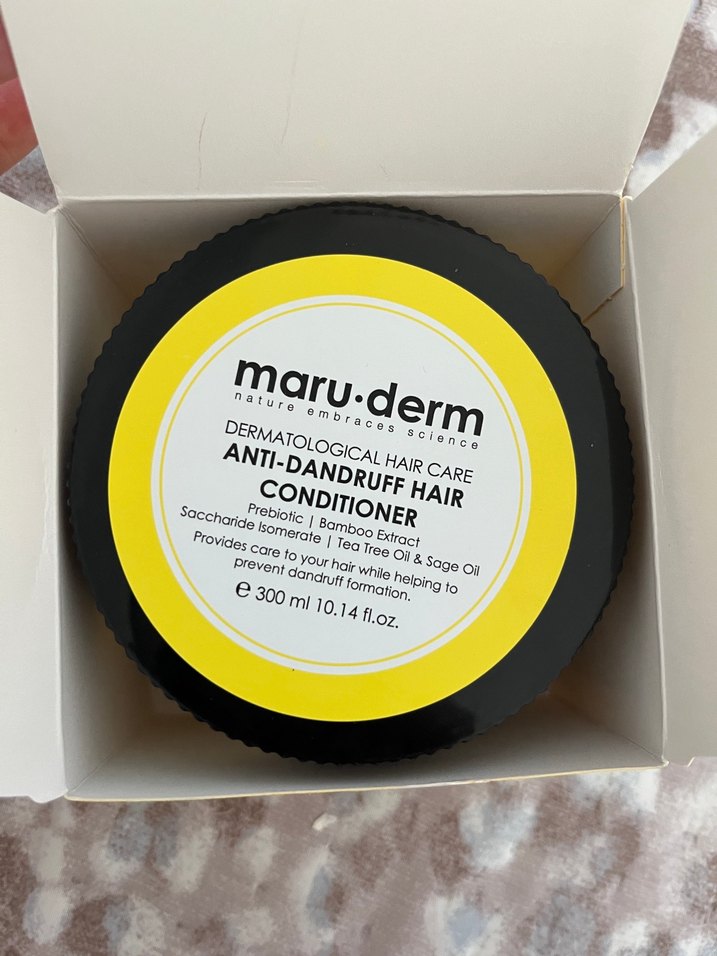 maru•derm
nature embraces science
DERMATOLOGICAL HAIR CARE
ANTI-DANDRUFF HAIR
CONDITIONER
Prebiotic | Bamboo Extract
Saccharide Isomerate | Tea Tree Oil & Sage Oil
Provides care to your hair while helping to
prevent dandruff formation.
℮ 300 ml 10.14 fl.oz.